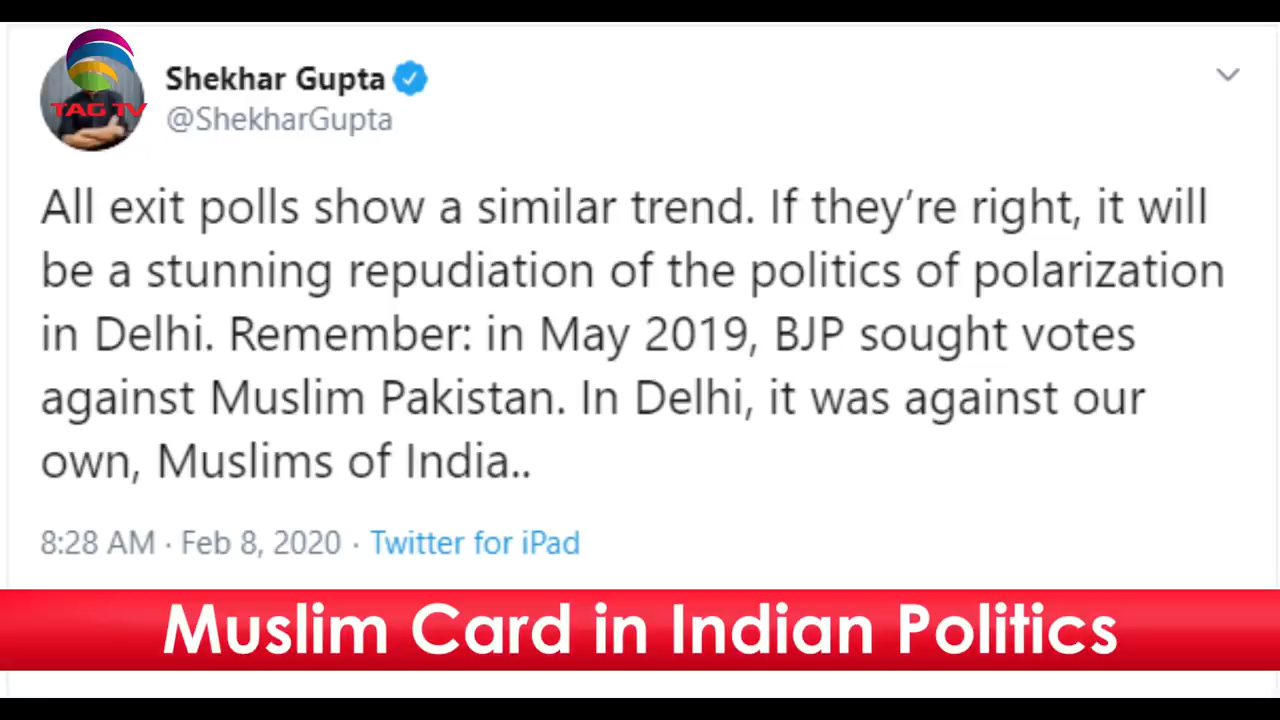 TAG TV
Shekhar Gupta
@ShekharGupta
All exit polls show a similar trend. If they’re right, it will
be a stunning repudiation of the politics of polarization
in Delhi. Remember: in May 2019, BJP sought votes
against Muslim Pakistan. In Delhi, it was against our
own, Muslims of India..
8:28 AM · Feb 8, 2020 · Twitter for iPad
Muslim Card in Indian Politics